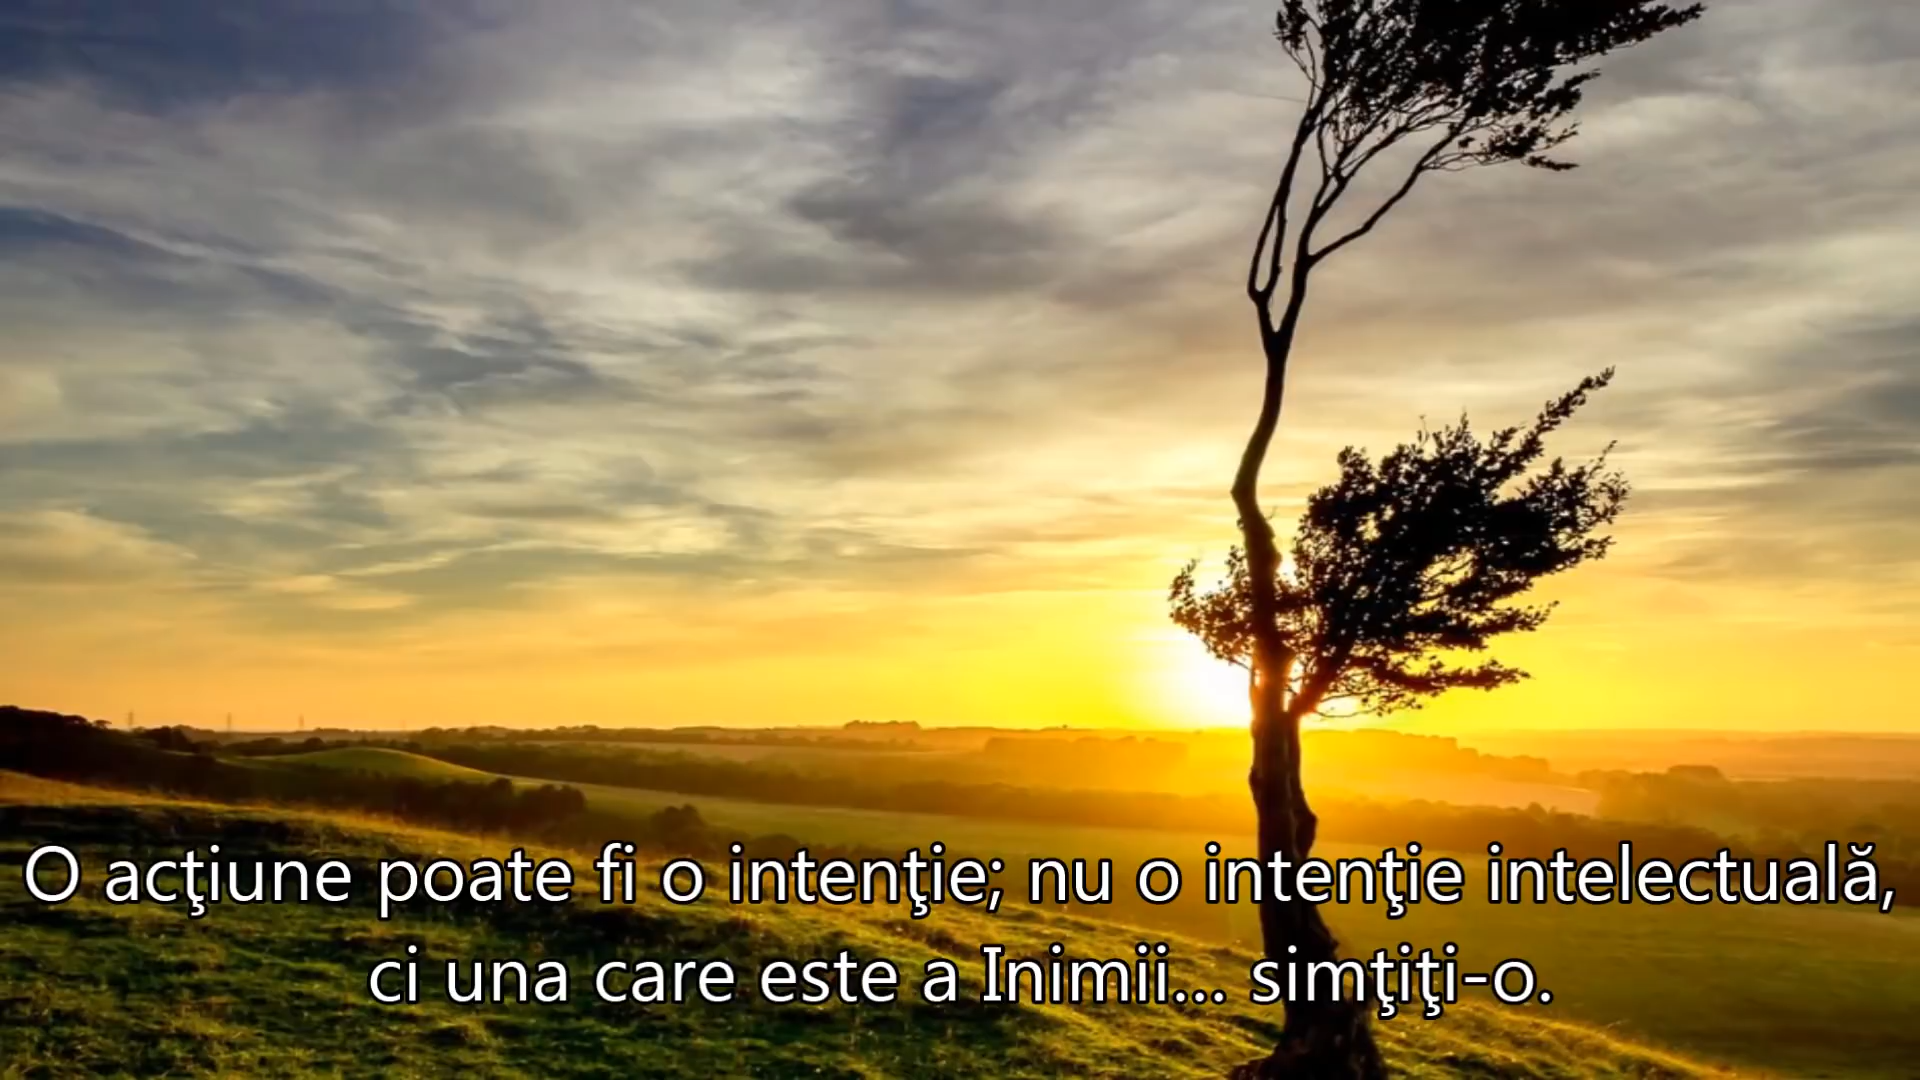 O acţiune poate fi o intenţie; nu o intenţie intelectuală,
ci una care este a Inimii... simţiţi-o.